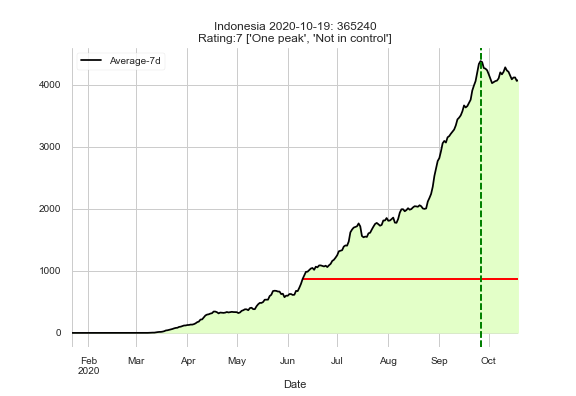 Indonesia 2020-10-19: 365240
Rating:7 ['One peak', 'Not in control']
Average-7d
4000
3000
2000
1000
0
Feb Mar Apr May Jun Jul Aug Sep Oct
2020
Date